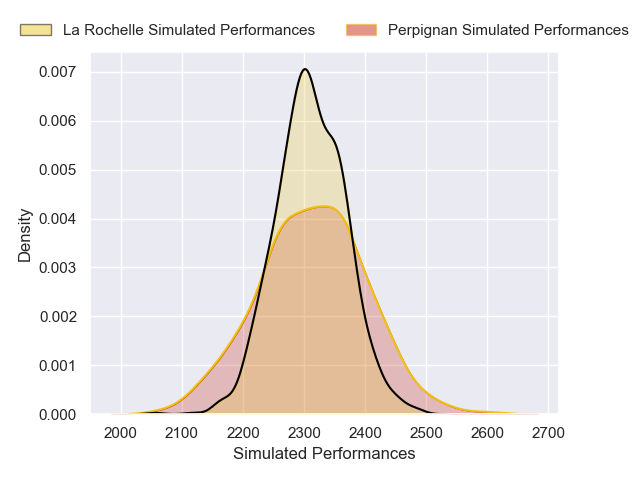 La Rochelle Simulated Performances
Perpignan Simulated Performances
0.007
0.006
0.005
0.004
0.003
0.002
0.001
0.000
Density
2000 2100 2200 2300 2400 2500 2600 2700
Simulated Performances